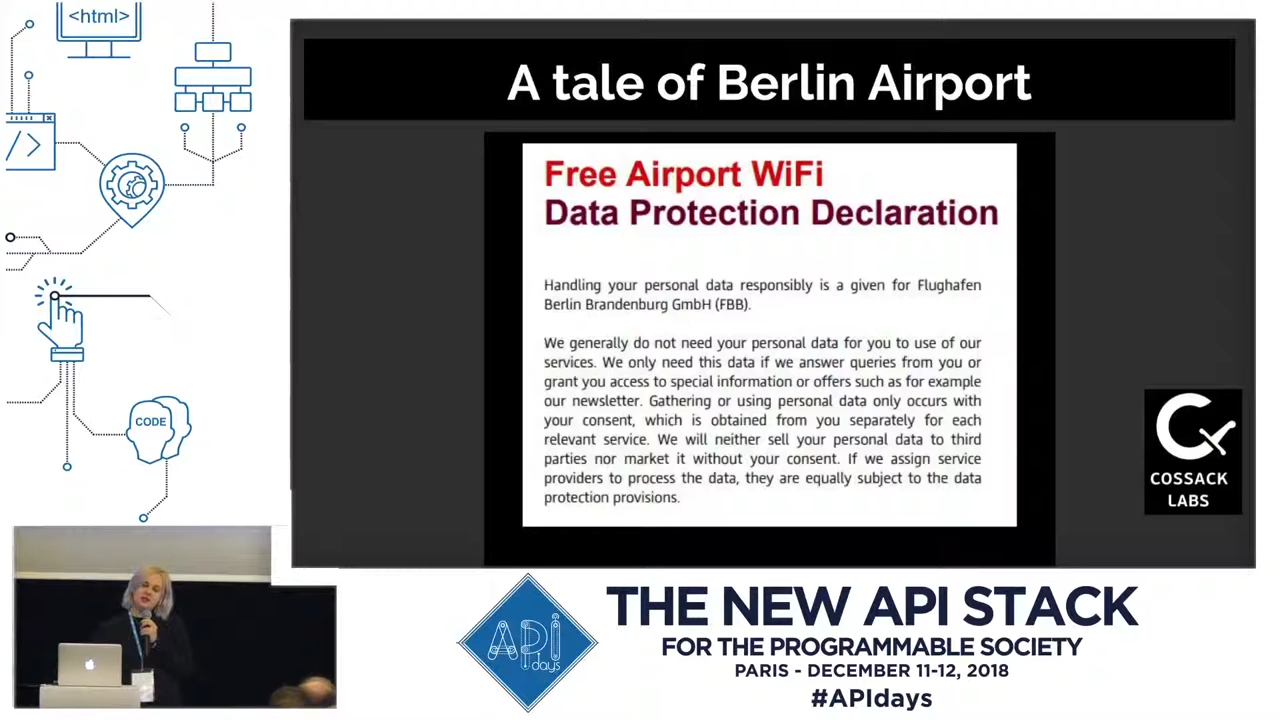 <html>
A tale of Berlin Airport
Free Airport WiFi
Data Protection Declaration
Handling your personal data responsibly is a given for Flughafen
Berlin Brandenburg GmbH (FBB).
We generally do not need your personal data for you to use of our
services. We only need this data if we answer queries from you or
grant you access to special information or offers such as for example
our newsletter. Gathering or using personal data only occurs with
your consent, which is obtained from you separately for each
relevant service. We will neither sell your personal data to third
parties nor market it without your consent. If we assign service
providers to process the data, they are equally subject to the data
protection provisions.
</>
CODE
COSSACK
LABS
API
days
THE NEW API STACK
FOR THE PROGRAMMABLE SOCIETY
PARIS - DECEMBER 11-12, 2018
#APIdays